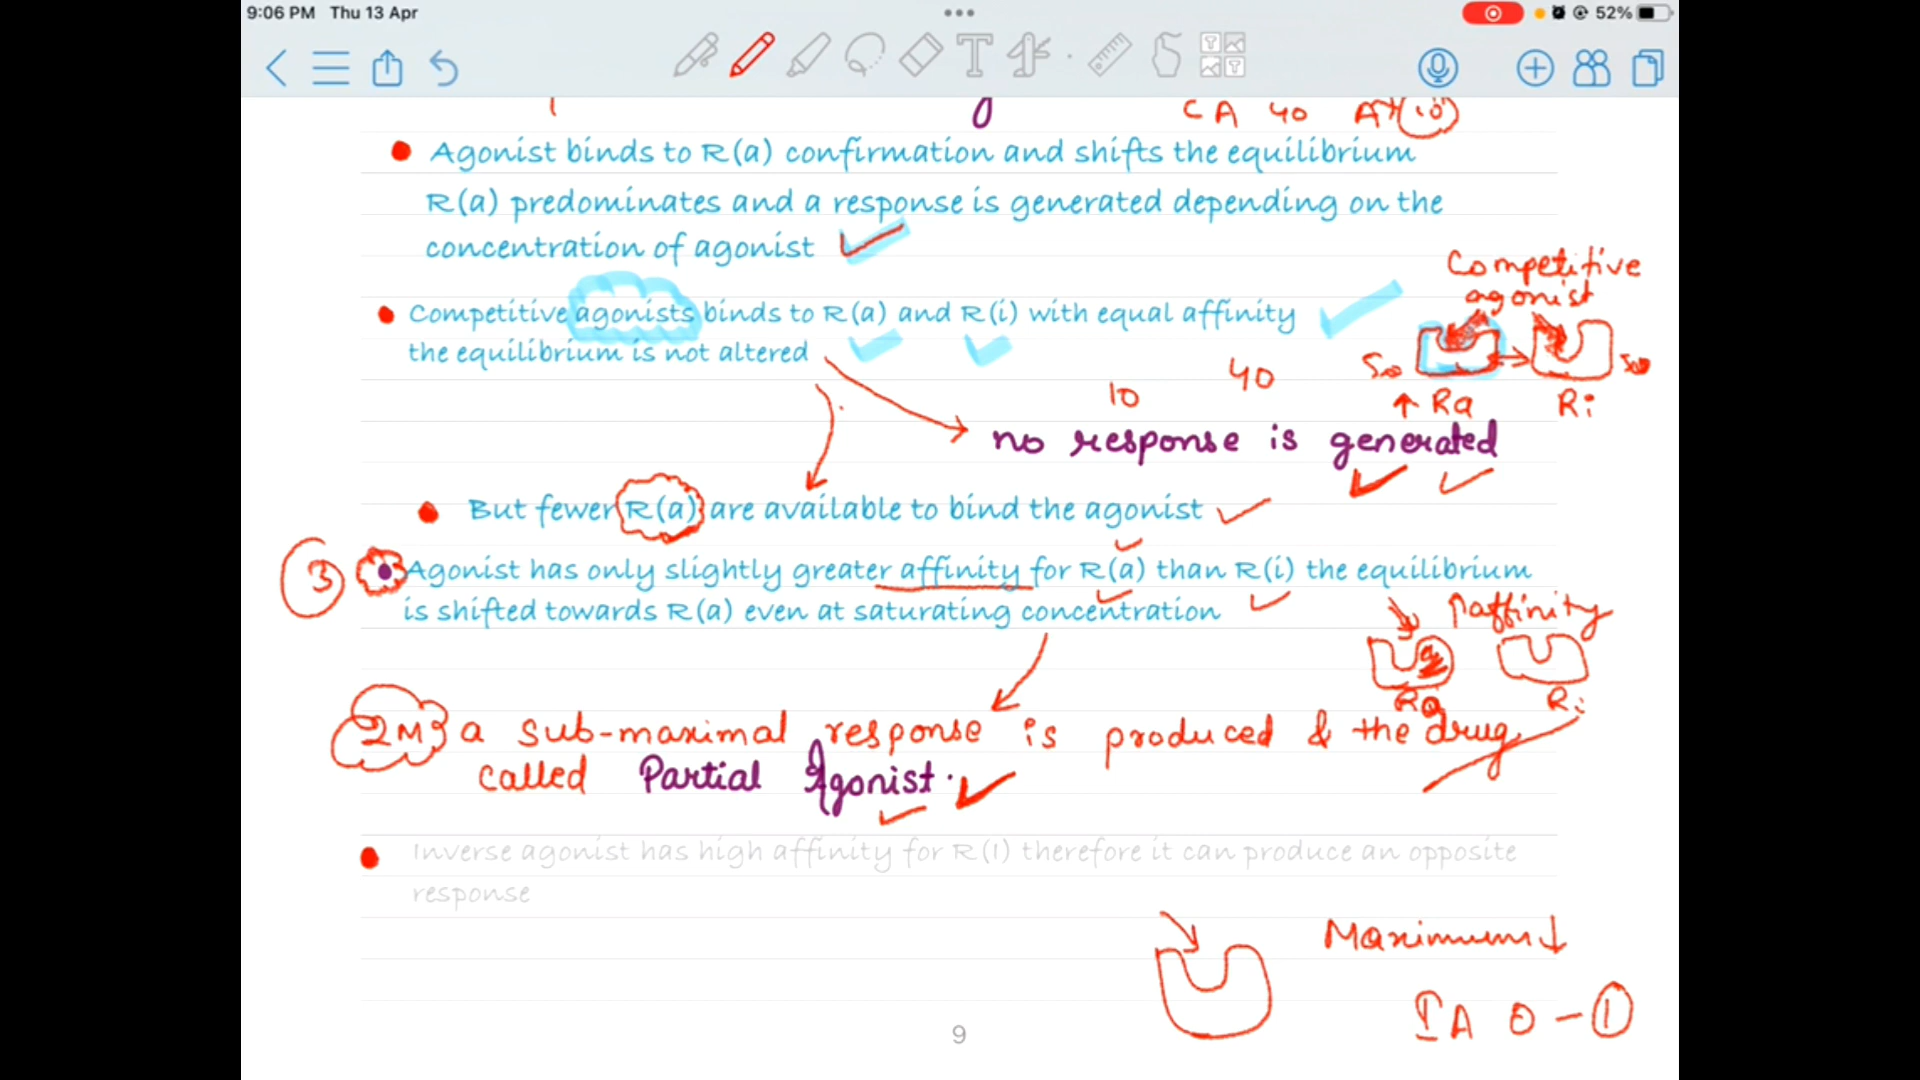 9:06 PM Thu 13 Apr
52%
CA 40
Agonist binds to R(a) confirmation and shifts the equilibrium
R(a) predominates and a response is generated depending on the
concentration of agonist
Competitive
agonist
Competitive agonists binds to R(a) and R(i) with equal affinity
the equilibrium is not altered
10 40
↑ Ra Ri
no response is generated
But fewer R(a) are available to bind the agonist
3 Agonist has only slightly greater affinity for R(a) than R(i) the equilibrium
is shifted towards R(a) even at saturating concentration
↑affinity
Ra Ri
a sub-maximal response is produced & the drug
called Partial Agonist.
Inverse agonist has high affinity for R(I) therefore it can produce an opposite
response
Maximum ↓
IA 0 - 1
9